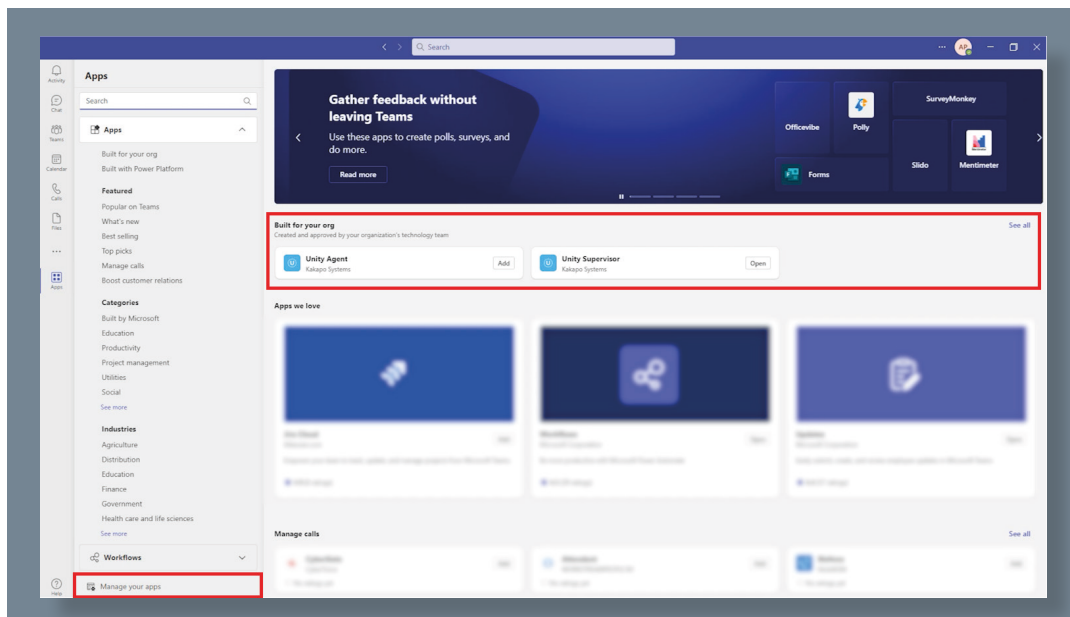 Search
AP
Activity
Chat
Teams
Calendar
Calls
Files
Apps
Help
Apps
Search
Apps
Built for your org
Built with Power Platform
Featured
Popular on Teams
What's new
Best selling
Top picks
Manage calls
Boost customer relations
Categories
Built by Microsoft
Education
Productivity
Project management
Utilities
Social
See more
Industries
Agriculture
Distribution
Education
Finance
Government
Health care and life sciences
See more
Workflows
Manage your apps
Gather feedback without
leaving Teams
Use these apps to create polls, surveys, and
do more.
Read more
Officevibe
Polly
SurveyMonkey
Forms
Slido
Mentimeter
Built for your org
See all
Created and approved by your organization's technology team
Unity Agent
Kakapo Systems
Add
Unity Supervisor
Kakapo Systems
Open
Apps we love
Manage calls
See all